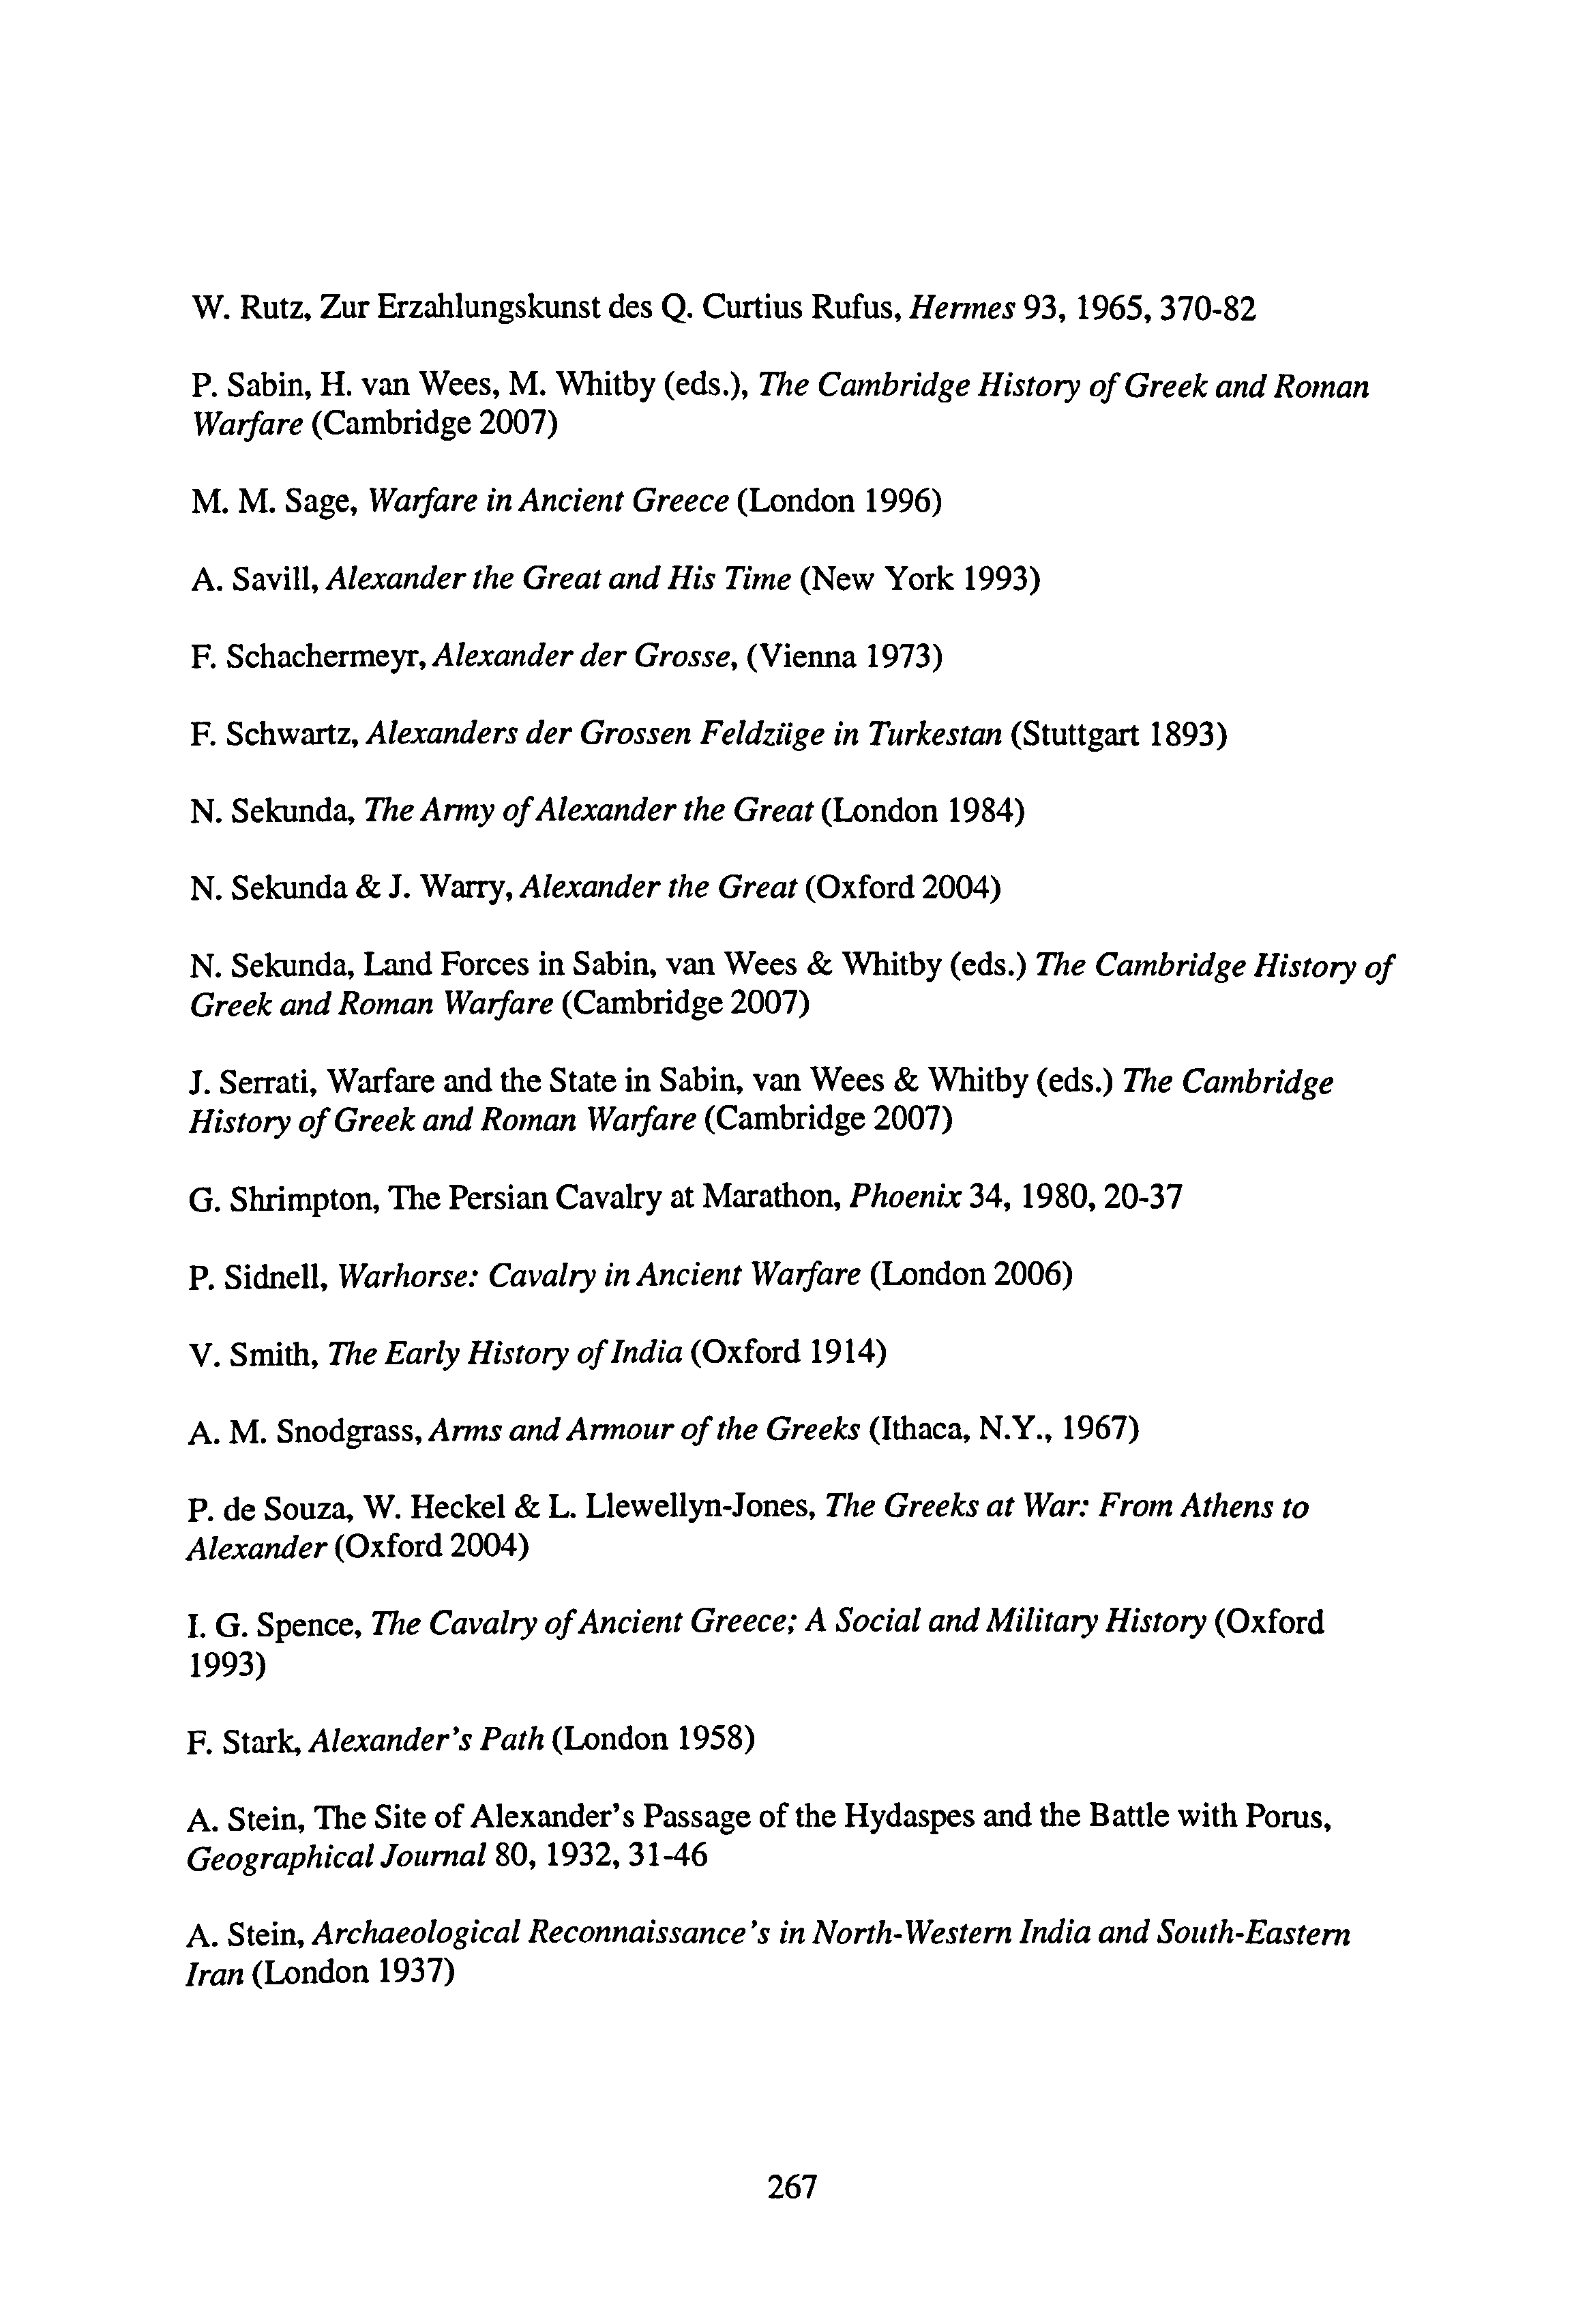 W. Rutz, Zur Erzahlungskunst des Q. Curtius Rufus, Hermes 93, 1965, 370-82
P. Sabin, H. van Wees, M. Whitby (eds.), The Cambridge History of Greek and Roman
Warfare (Cambridge 2007)
M. M. Sage, Warfare in Ancient Greece (London 1996)
A. Savill, Alexander the Great and His Time (New York 1993)
F. Schachermeyr, Alexander der Grosse, (Vienna 1973)
F. Schwartz, Alexanders der Grossen Feldzüge in Turkestan (Stuttgart 1893)
N. Sekunda, The Army of Alexander the Great (London 1984)
N. Sekunda & J. Warry, Alexander the Great (Oxford 2004)
N. Sekunda, Land Forces in Sabin, van Wees & Whitby (eds.) The Cambridge History of
Greek and Roman Warfare (Cambridge 2007)
J. Serrati, Warfare and the State in Sabin, van Wees & Whitby (eds.) The Cambridge
History of Greek and Roman Warfare (Cambridge 2007)
G. Shrimpton, The Persian Cavalry at Marathon, Phoenix 34, 1980, 20-37
P. Sidnell, Warhorse: Cavalry in Ancient Warfare (London 2006)
V. Smith, The Early History of India (Oxford 1914)
A. M. Snodgrass, Arms and Armour of the Greeks (Ithaca, N.Y., 1967)
P. de Souza, W. Heckel & L. Llewellyn-Jones, The Greeks at War: From Athens to
Alexander (Oxford 2004)
I. G. Spence, The Cavalry of Ancient Greece; A Social and Military History (Oxford
1993)
F. Stark, Alexander's Path (London 1958)
A. Stein, The Site of Alexander's Passage of the Hydaspes and the Battle with Porus,
Geographical Journal 80, 1932, 31-46
A. Stein, Archaeological Reconnaissance's in North-Western India and South-Eastern
Iran (London 1937)
267